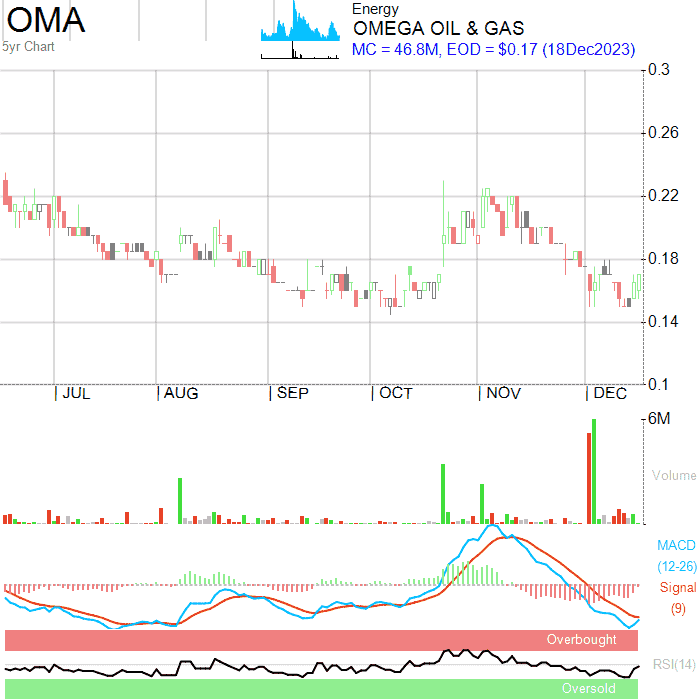 OMA
5yr Chart
Energy
OMEGA OIL & GAS
MC = 46.8M, EOD = $0.17 (18Dec2023)
0.3
0.26
0.22
0.18
0.14
0.1
JUL AUG SEP OCT NOV DEC
6M
Volume
MACD
(12-26)
Signal
(9)
Overbought
RSI(14)
Oversold